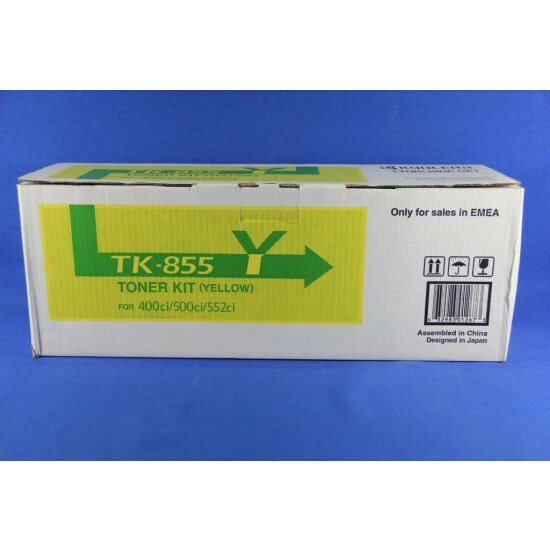 KYOCERA
Only for sales in EMEA
TK-855 Y
TONER KIT (YELLOW)
FOR 400ci/500ci/552ci
Assembled in China
Designed in Japan